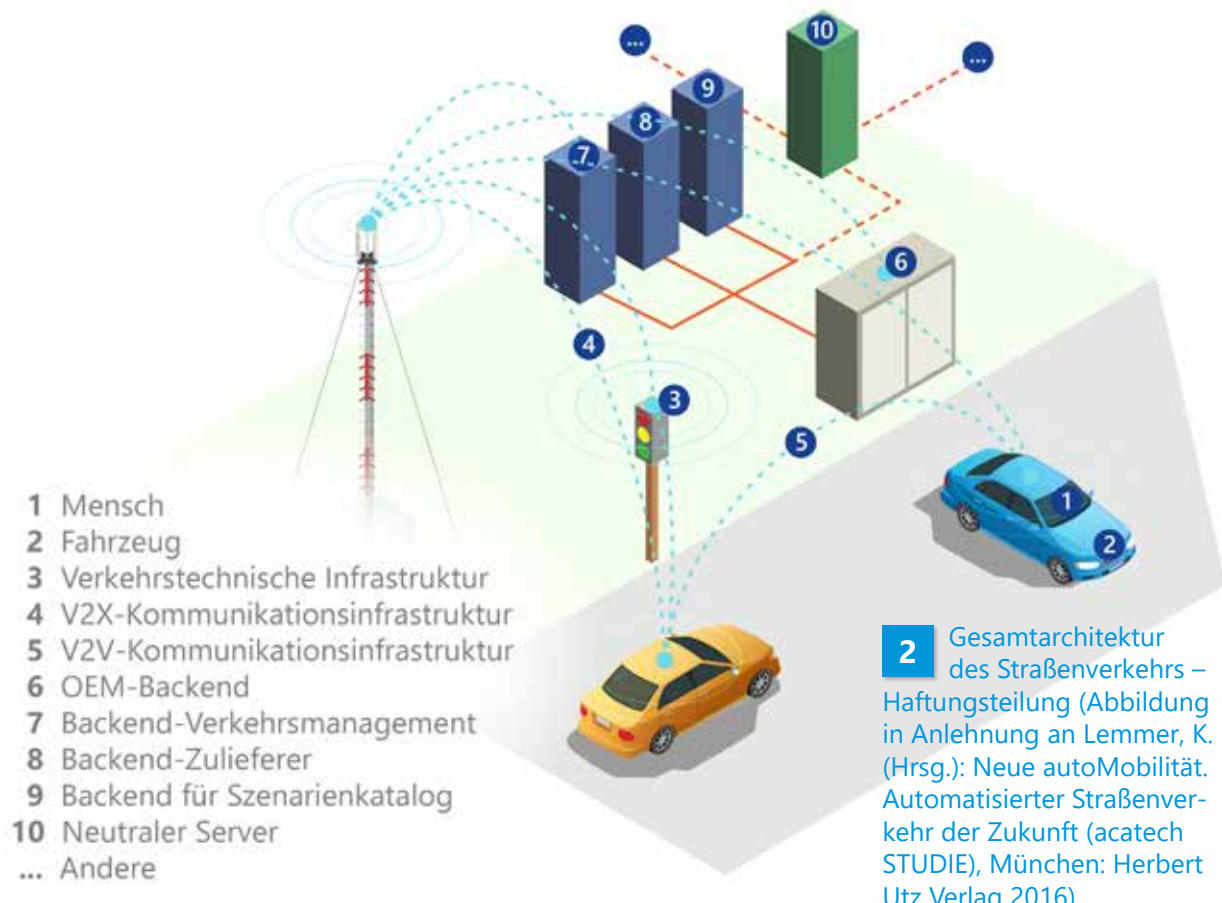 ...
10
...
9
8
7
6
4
3
5
1
2
1 Mensch
2 Fahrzeug
3 Verkehrstechnische Infrastruktur
4 V2X-Kommunikationsinfrastruktur
5 V2V-Kommunikationsinfrastruktur
6 OEM-Backend
7 Backend-Verkehrsmanagement
8 Backend-Zulieferer
9 Backend für Szenarienkatalog
10 Neutraler Server
... Andere
2 Gesamtarchitektur
des Straßenverkehrs –
Haftungsteilung (Abbildung
in Anlehnung an Lemmer, K.
(Hrsg.): Neue autoMobilität.
Automatisierter Straßenver-
kehr der Zukunft (acatech
STUDIE), München: Herbert
Utz Verlag 2016)